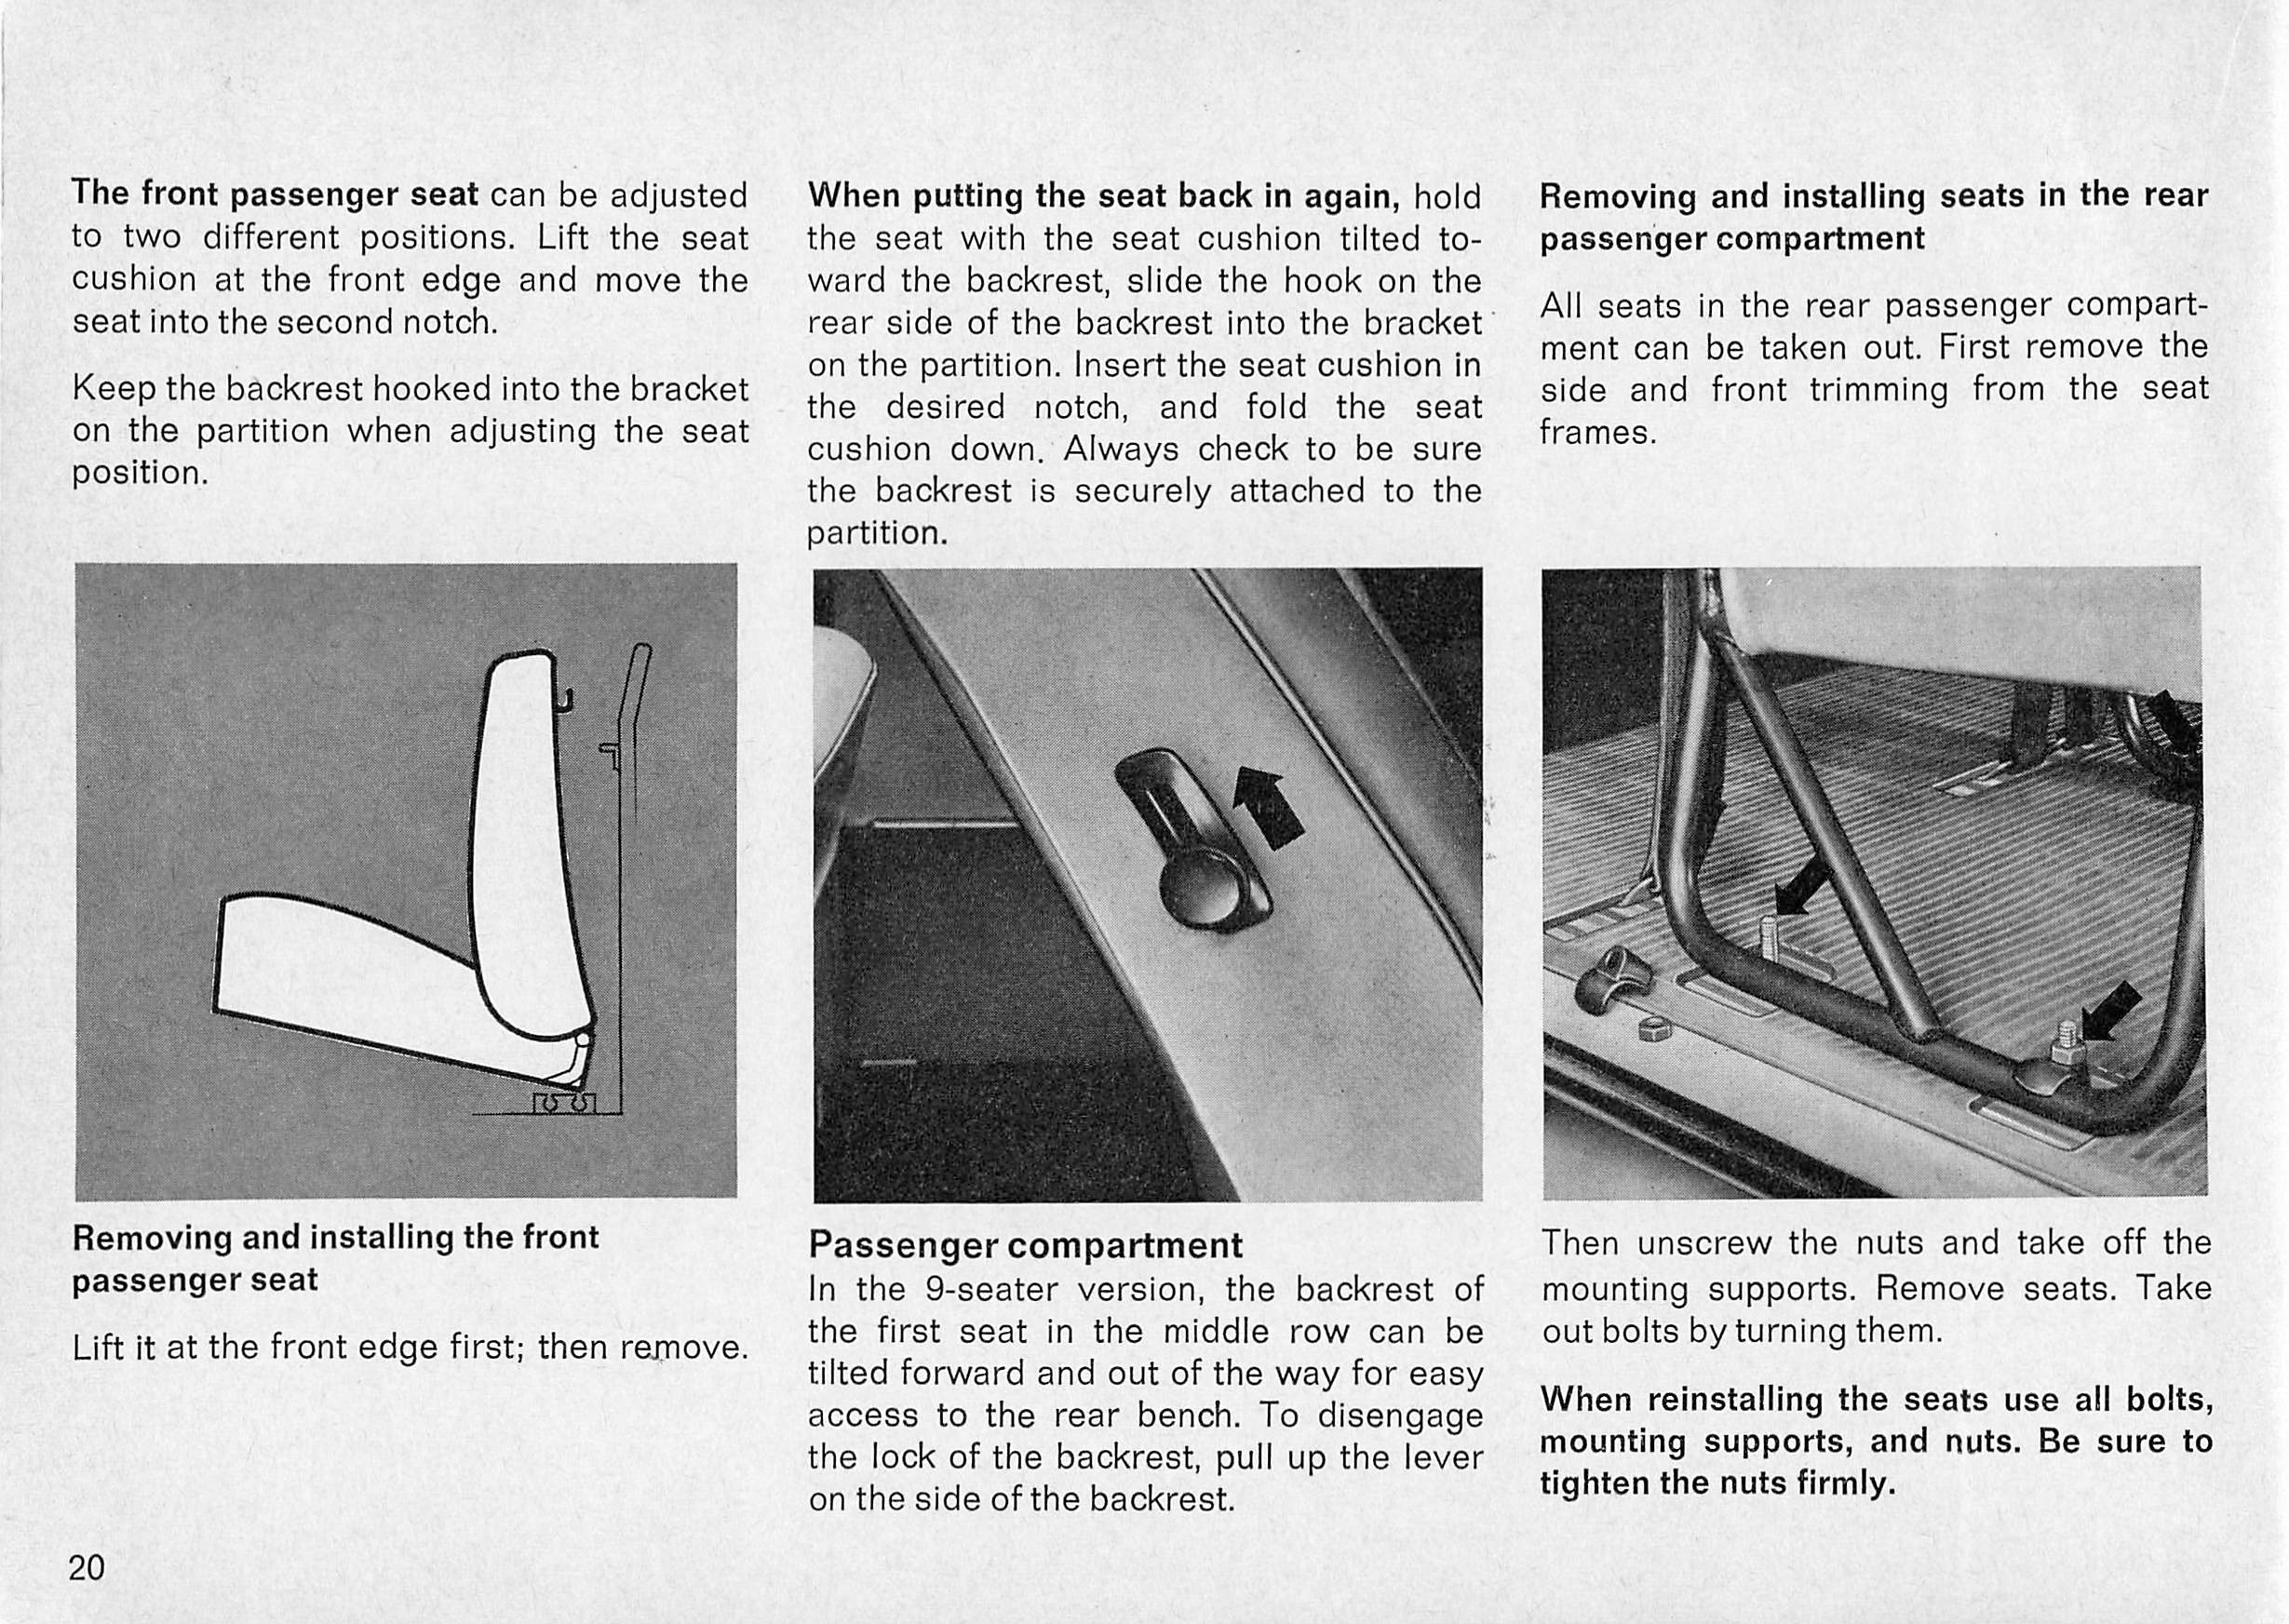 The front passenger seat can be adjusted
to two different positions. Lift the seat
cushion at the front edge and move the
seat into the second notch.
Keep the backrest hooked into the bracket
on the partition when adjusting the seat
position.
Removing and installing the front
passenger seat
Lift it at the front edge first; then remove.
When putting the seat back in again, hold
the seat with the seat cushion tilted to-
ward the backrest, slide the hook on the
rear side of the backrest into the bracket
on the partition. Insert the seat cushion in
the desired notch, and fold the seat
cushion down. Always check to be sure
the backrest is securely attached to the
partition.
Passenger compartment
In the 9-seater version, the backrest of
the first seat in the middle row can be
tilted forward and out of the way for easy
access to the rear bench. To disengage
the lock of the backrest, pull up the lever
on the side of the backrest.
Removing and installing seats in the rear
passenger compartment
All seats in the rear passenger compart-
ment can be taken out. First remove the
side and front trimming from the seat
frames.
Then unscrew the nuts and take off the
mounting supports. Remove seats. Take
out bolts by turning them.
When reinstalling the seats use all bolts,
mounting supports, and nuts. Be sure to
tighten the nuts firmly.
20